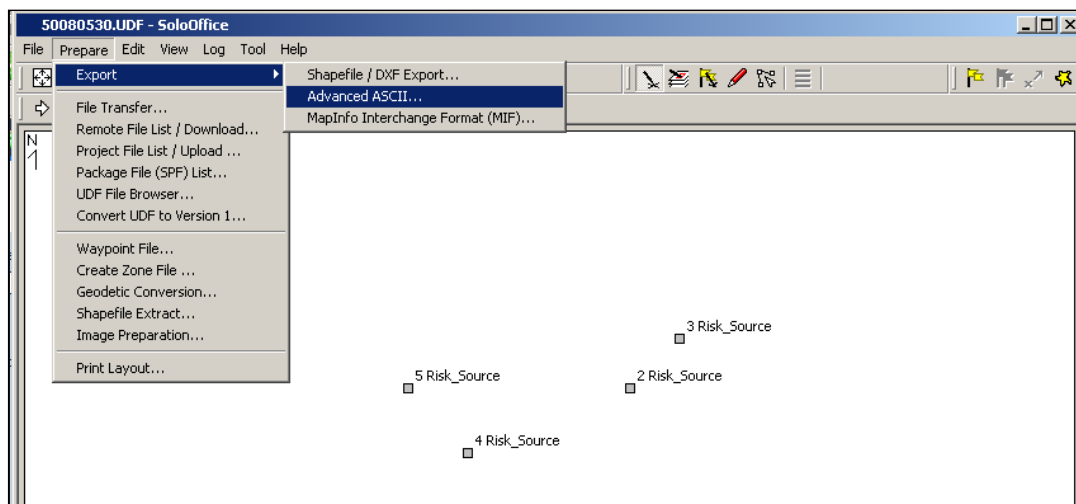 50080530.UDF - SoloOffice
File Prepare Edit View Log Tool Help
Export
Shapefile / DXF Export...
Advanced ASCII...
MapInfo Interchange Format (MIF)...
File Transfer...
Remote File List / Download...
Project File List / Upload ...
Package File (SPF) List...
UDF File Browser...
Convert UDF to Version 1...
Waypoint File...
Create Zone File ...
Geodetic Conversion...
Shapefile Extract...
Image Preparation...
Print Layout...
N
3 Risk_Source
5 Risk_Source
2 Risk_Source
4 Risk_Source